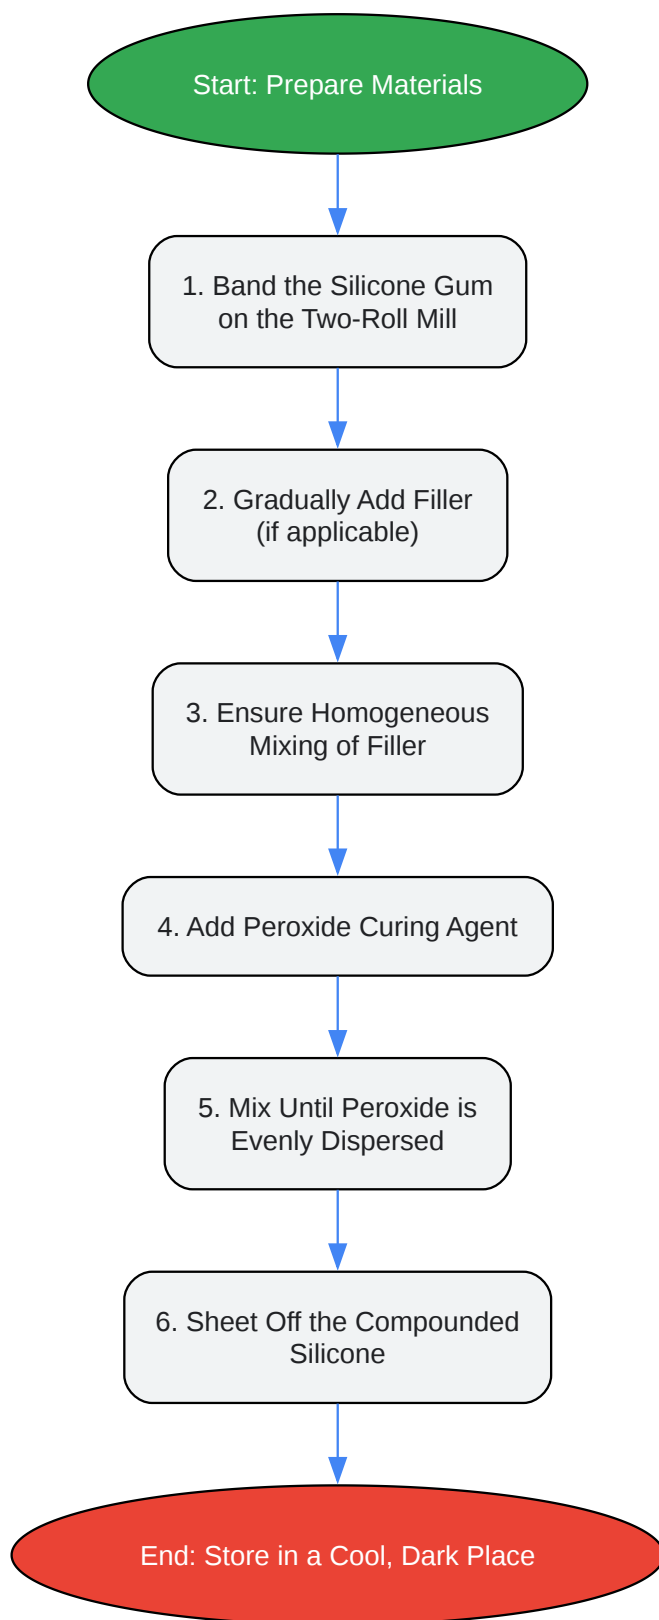 Start: Prepare Materials
1. Band the Silicone Gum
on the Two-Roll Mill
2. Gradually Add Filler
(if applicable)
3. Ensure Homogeneous
Mixing of Filler
4. Add Peroxide Curing Agent
5. Mix Until Peroxide is
Evenly Dispersed
6. Sheet Off the Compounded
Silicone
End: Store in a Cool, Dark Place